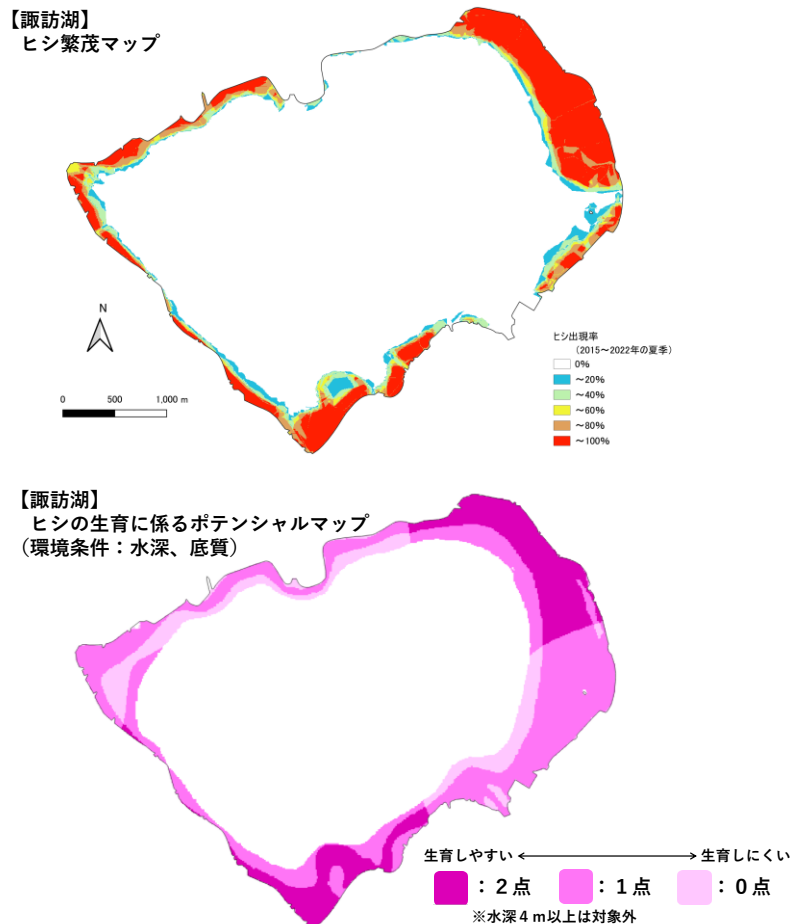 【諏訪湖】
ヒシ繁茂マップ
N
0 500 1,000 m
ヒシ出現率
(2015~2022年の夏季)
0%
~20%
~40%
~60%
~80%
~100%
【諏訪湖】
ヒシの生育に係るポテンシャルマップ
(環境条件:水深、底質)
生育しやすい 生育しにくい
:2点 :1点 :0点
※水深4m以上は対象外